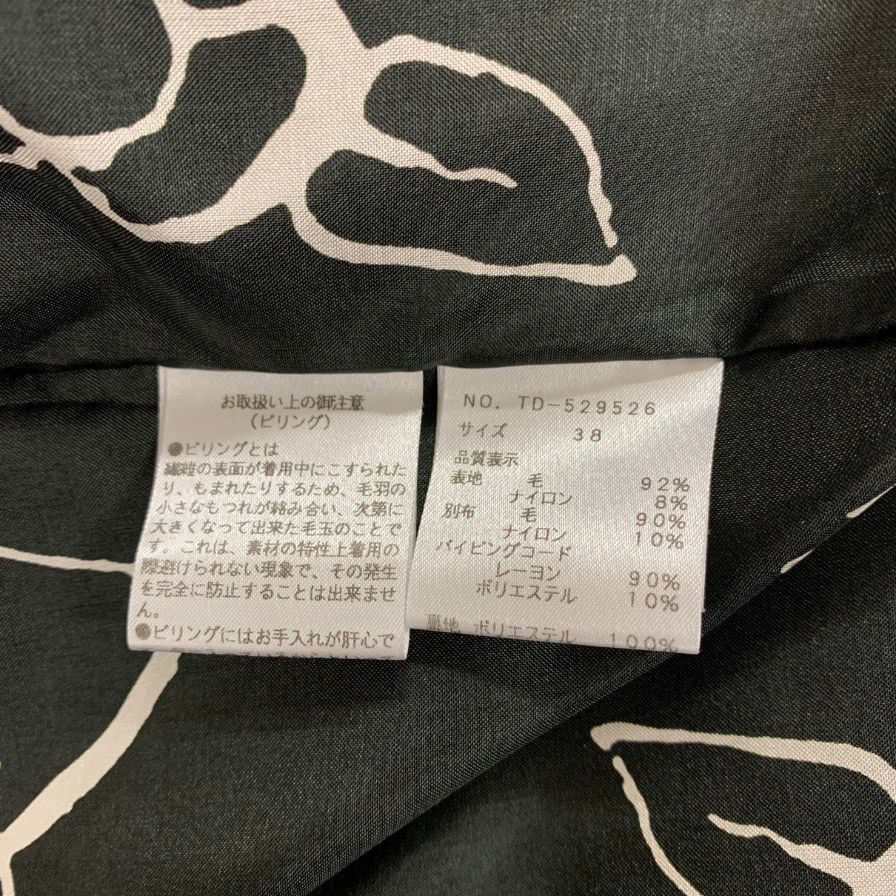 お取扱い上の御注意
(ピリング)
●ピリングとは
繊維の表面が着用中にこすられた
り、もまれたりするため、毛羽の
小さなもつれが絡み合い、次第に
大きくなって出来た毛玉のことで
す。これは、素材の特性上着用の
際避けられない現象で、その発生
を完全に防止することは出来ませ
ん。
●ピリングにはお手入れが肝心で
NO. TD-529526
サイズ 38
品質表示
表地 毛 92%
ナイロン 8%
別布 毛 90%
ナイロン 10%
パイピングコード
レーヨン 90%
ポリエステル 10%
裏地 ポリエステル 100%